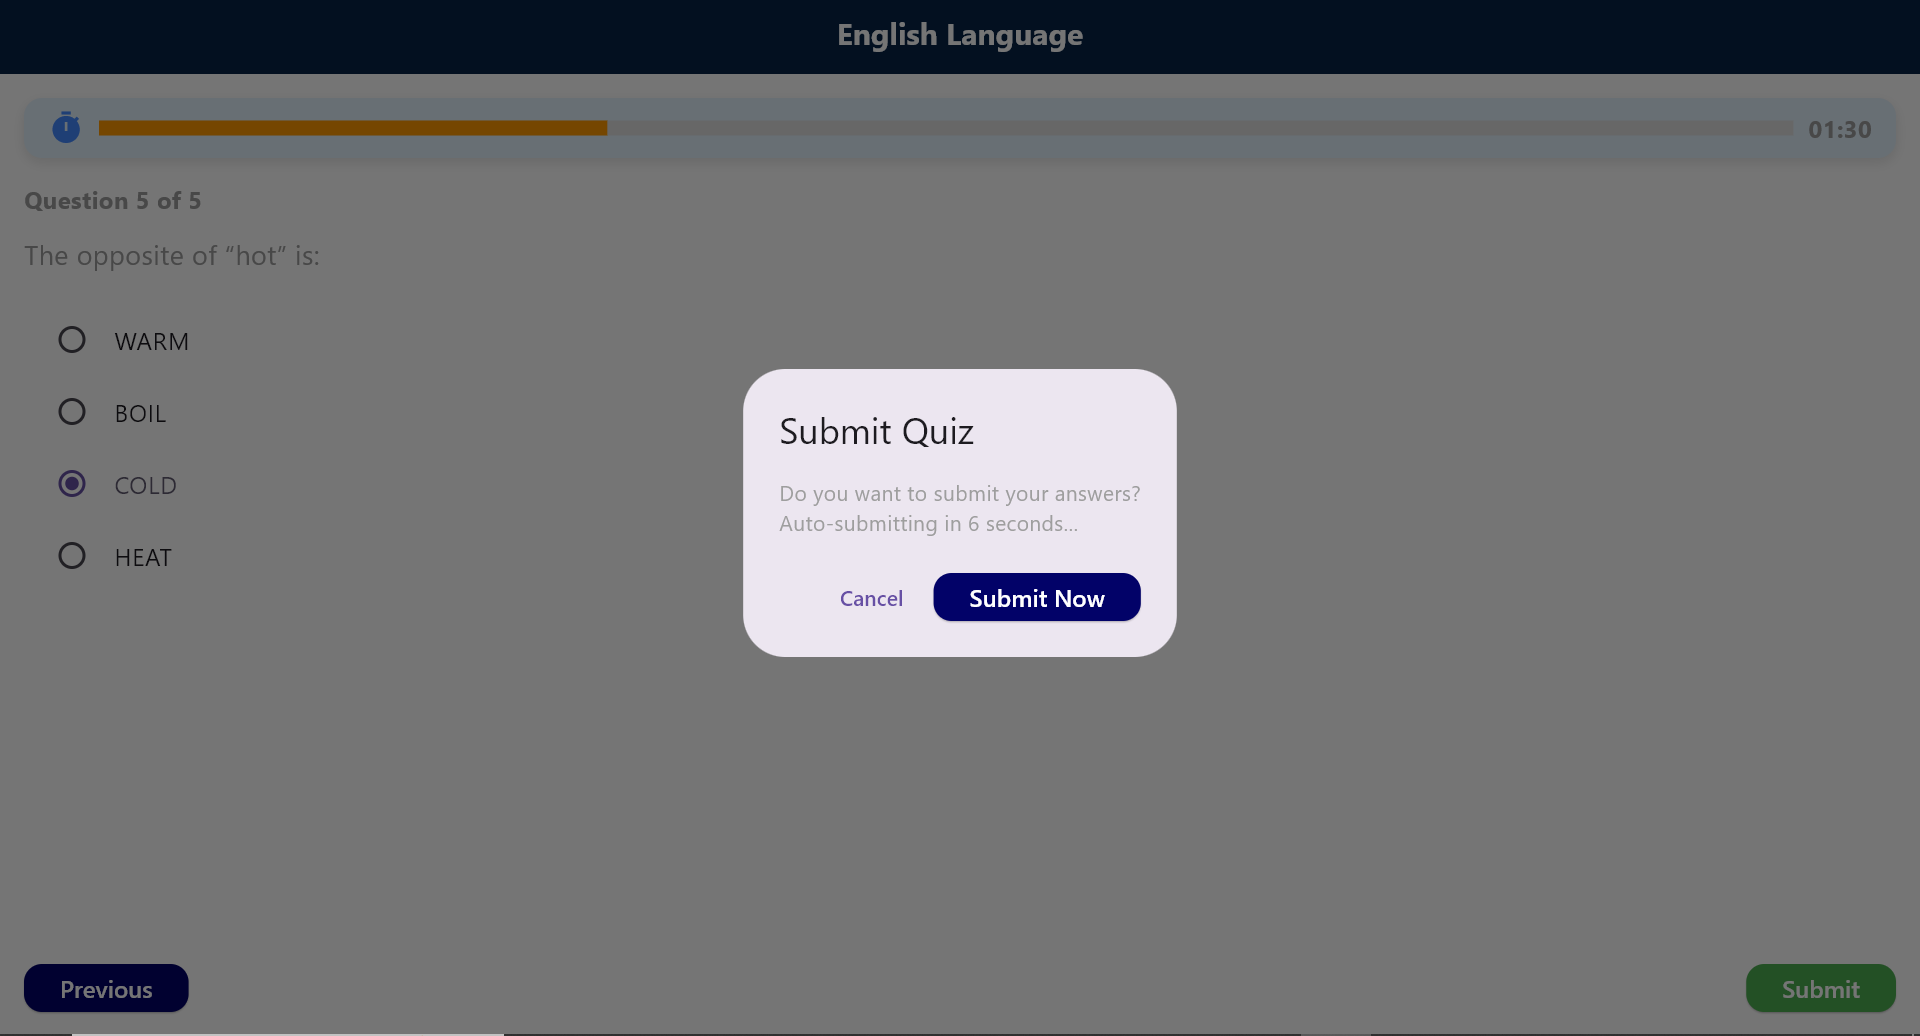 English Language
01:30
Question 5 of 5
The opposite of “hot” is:
WARM
BOIL
COLD
HEAT
Submit Quiz
Do you want to submit your answers?
Auto-submitting in 6 seconds...
Cancel
Submit Now
Previous
Submit